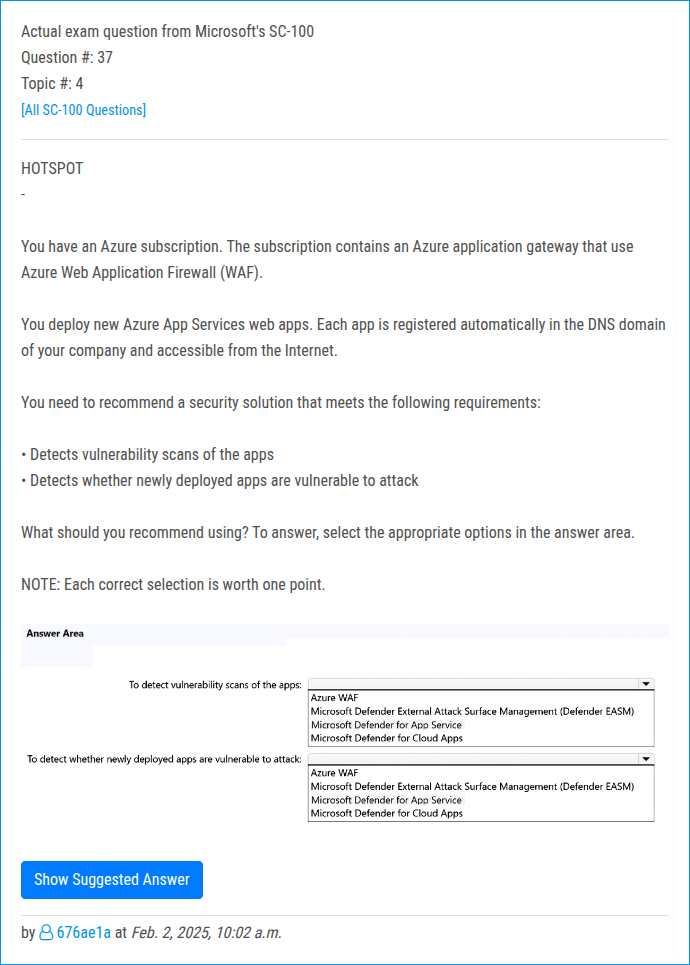 Actual exam question from Microsoft's SC-100
Question #: 37
Topic #: 4
[All SC-100 Questions]
HOTSPOT
-
You have an Azure subscription. The subscription contains an Azure application gateway that use
Azure Web Application Firewall (WAF).
You deploy new Azure App Services web apps. Each app is registered automatically in the DNS domain
of your company and accessible from the Internet.
You need to recommend a security solution that meets the following requirements:
• Detects vulnerability scans of the apps
• Detects whether newly deployed apps are vulnerable to attack
What should you recommend using? To answer, select the appropriate options in the answer area.
NOTE: Each correct selection is worth one point.
Answer Area
To detect vulnerability scans of the apps:
Azure WAF
Microsoft Defender External Attack Surface Management (Defender EASM)
Microsoft Defender for App Service
Microsoft Defender for Cloud Apps
To detect whether newly deployed apps are vulnerable to attack:
Azure WAF
Microsoft Defender External Attack Surface Management (Defender EASM)
Microsoft Defender for App Service
Microsoft Defender for Cloud Apps
Show Suggested Answer
by 676ae1a at Feb. 2, 2025, 10:02 a.m.